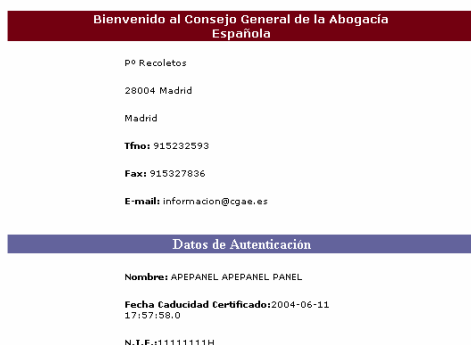 Bienvenido al Consejo General de la Abogacía
Española
Pº Recoletos
28004 Madrid
Madrid
Tfno: 915232593
Fax: 915327836
E-mail: informacion@cgae.es
Datos de Autenticación
Nombre: APEPANEL APEPANEL PANEL
Fecha Caducidad Certificado:2004-06-11
17:57:58.0
N.I.F.:11111111H